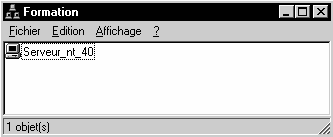 Formation
Fichier Edition Affichage ?
Serveur_nt_40
1 objet(s)